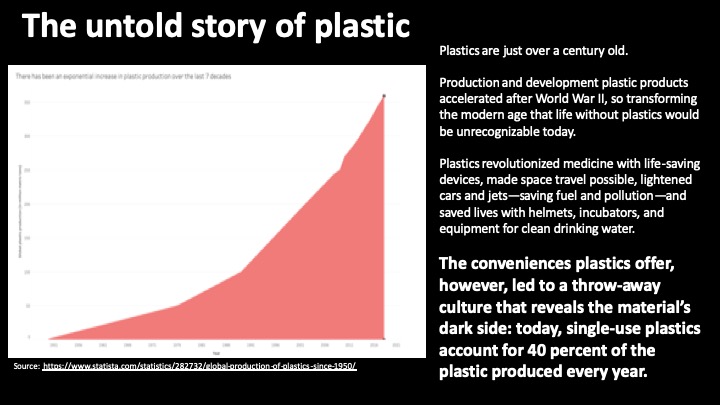 The untold story of plastic
There has been an exponential increase in plastic production over the last 7 decades
Year
Source: https://www.statista.com/statistics/282732/global-production-of-plastics-since-1950/
Plastics are just over a century old.
Production and development plastic products
accelerated after World War II, so transforming
the modern age that life without plastics would
be unrecognizable today.
Plastics revolutionized medicine with life-saving
devices, made space travel possible, lightened
cars and jets—saving fuel and pollution—and
saved lives with helmets, incubators, and
equipment for clean drinking water.
The conveniences plastics offer,
however, led to a throw-away
culture that reveals the material's
dark side: today, single-use plastics
account for 40 percent of the
plastic produced every year.